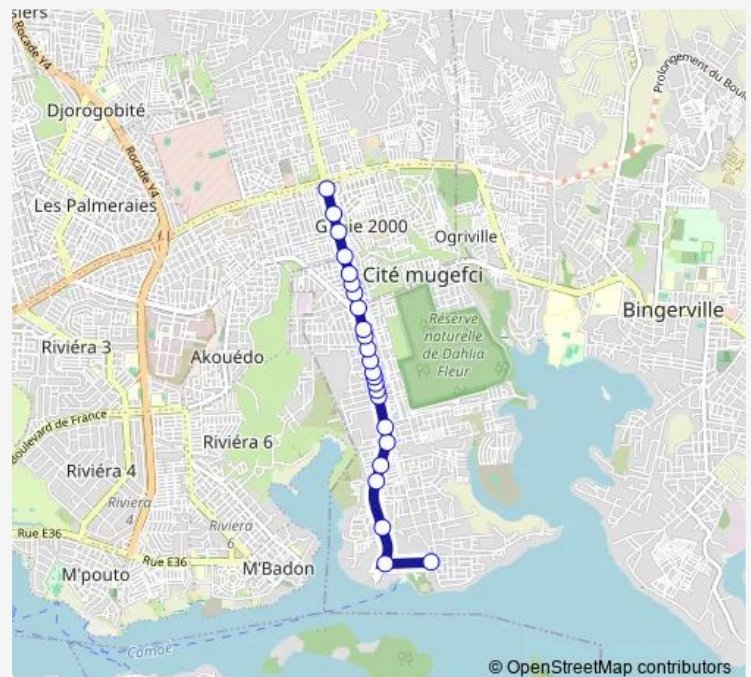 siers
Rocade Y4
Djorogobité
Prolongement du Boul
Rocade Y4
Les Palmeraies
2000
Ogriville
Cité mugefci
Bingerville
Réserve
naturelle
de Dahlia
Fleur
Riviéra 3
Akouédo
Boulevard de France
Riviéra 6
Riviéra 4
Riviera
4
Riviera
6
Rue E36
Rue E36
M'pouto
M'Badon
© OpenStreetMap contributors